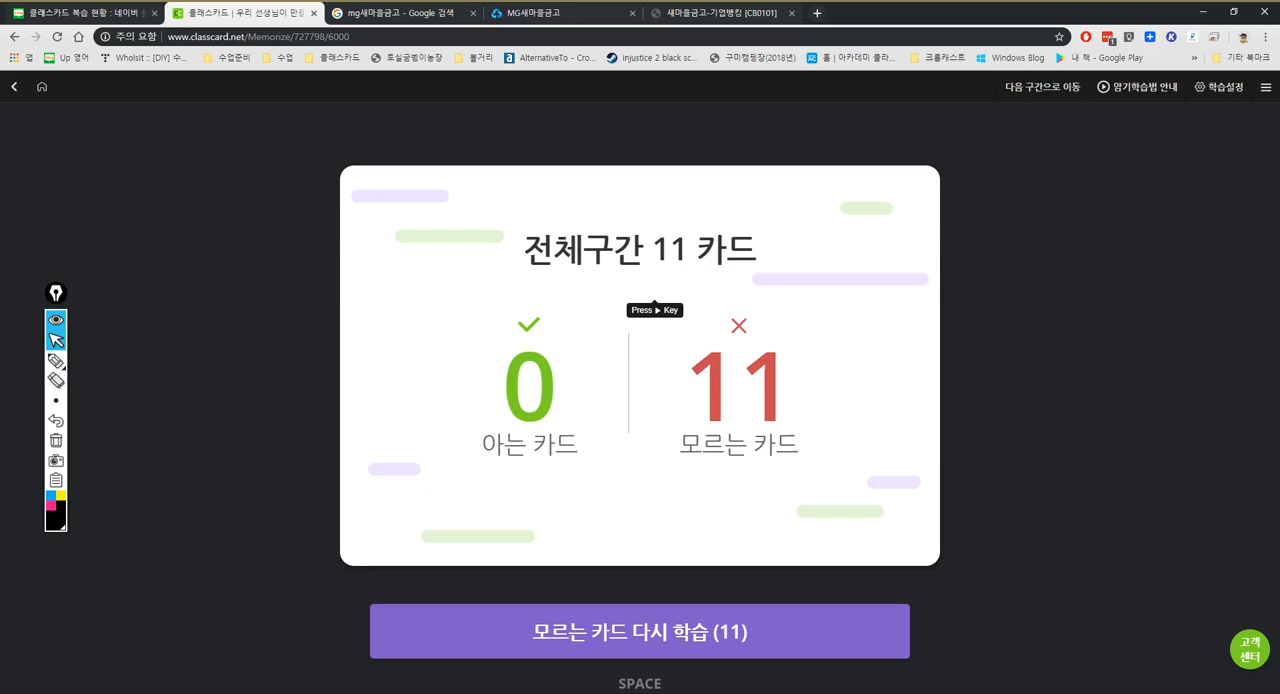 클래스카드 복습 현황 : 네이버
클래스카드 | 우리 선생님이 만든
mg새마을금고 - Google 검색
MG새마을금고
새마을금고-기업뱅킹 [CB0101]
주의 요함
www.classcard.net/Memorize/727798/6000
앱
Up 영어
WhoisIt :: [DIY] 수...
수업준비
수업
클래스카드
토실굼벵이농장
볼거리
AlternativeTo - Cro...
injustice 2 black sc...
구미캠핑장(2018년)
홈 | 아카데미 클라...
크롬캐스트
Windows Blog
내 책 - Google Play
»
기타 북마크
다음 구간으로 이동
암기학습법 안내
학습설정
전체구간 11 카드
Press ▶ Key
0
11
아는 카드
모르는 카드
모르는 카드 다시 학습 (11)
SPACE
고객
센터